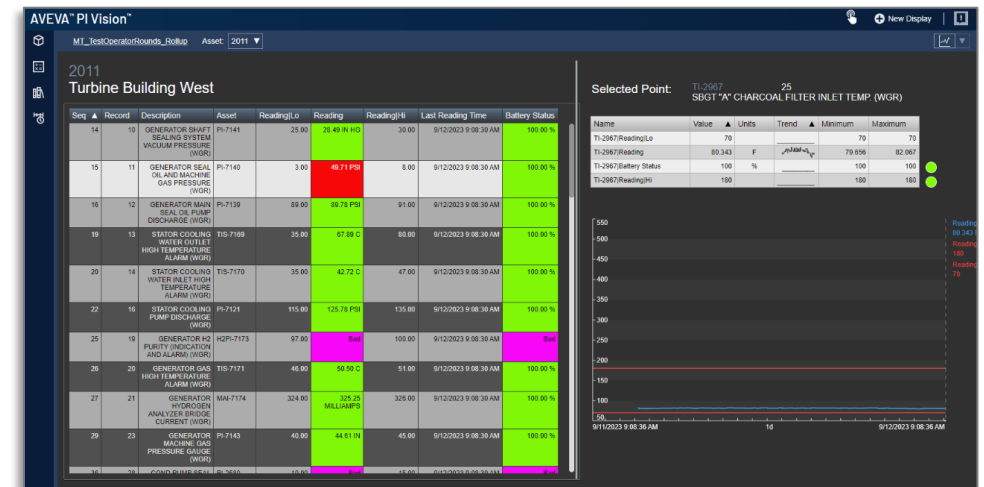 AVEVA™ PI Vision™
New Display
MT_TestOperatorRounds_Rollup Asset: 2011 ▼
2011
Turbine Building West
Seq ▲ Record Description Asset Reading|Lo Reading Reading|Hi Last Reading Time Battery Status
14 10 GENERATOR SHAFT PI-7141 25.00 28.49 IN HG 30.00 9/12/2023 9:08:30 AM 100.00 %
SEALING SYSTEM
VACUUM PRESSURE
(WGR)
15 11 GENERATOR SEAL PI-7140 3.00 49.71 PSI 8.00 9/12/2023 9:08:30 AM 100.00 %
OIL AND MACHINE
GAS PRESSURE
(WGR)
16 12 GENERATOR MAIN PI-7139 89.00 89.78 PSI 91.00 9/12/2023 9:08:30 AM 100.00 %
SEAL OIL PUMP
DISCHARGE (WGR)
19 13 STATOR COOLING TIS-7169 35.00 67.89 C 80.00 9/12/2023 9:08:30 AM 100.00 %
WATER OUTLET
HIGH TEMPERATURE
ALARM (WGR)
20 14 STATOR COOLING TIS-7170 35.00 42.72 C 47.00 9/12/2023 9:08:30 AM 100.00 %
WATER INLET HIGH
TEMPERATURE
ALARM (WGR)
22 16 STATOR COOLING PI-7121 115.00 125.78 PSI 135.00 9/12/2023 9:08:30 AM 100.00 %
PUMP DISCHARGE
(WGR)
25 19 GENERATOR H2 H2PI-7173 97.00 Bad 100.00 9/12/2023 9:08:30 AM Bad
PURITY (INDICATION
AND ALARM) (WGR)
26 20 GENERATOR GAS TIS-7171 46.00 50.50 C 51.00 9/12/2023 9:08:30 AM 100.00 %
HIGH TEMPERATURE
ALARM (WGR)
27 21 GENERATOR MAI-7174 324.00 325.25 326.00 9/12/2023 9:08:30 AM 100.00 %
HYDROGEN MILLIAMPS
ANALYZER BRIDGE
CURRENT (WGR)
29 23 GENERATOR PI-7143 40.00 44.61 IN 45.00 9/12/2023 9:08:30 AM 100.00 %
MACHINE GAS
PRESSURE GAUGE
(WGR)
Selected Point: TI-2967 25
SBGT "A" CHARCOAL FILTER INLET TEMP. (WGR)
Name Value ▲ Units Trend ▲ Minimum Maximum
TI-2967|Reading|Lo 70 70 70
TI-2967|Reading 80.343 F 79.656 82.067
TI-2967|Battery Status 100 % 100 100
TI-2967|Reading|Hi 180 180 180
550
500
450
400
350
300
250
200
150
100
50
9/11/2023 9:08:36 AM 1d 9/12/2023 9:08:36 AM
Reading
Reading
180
Reading